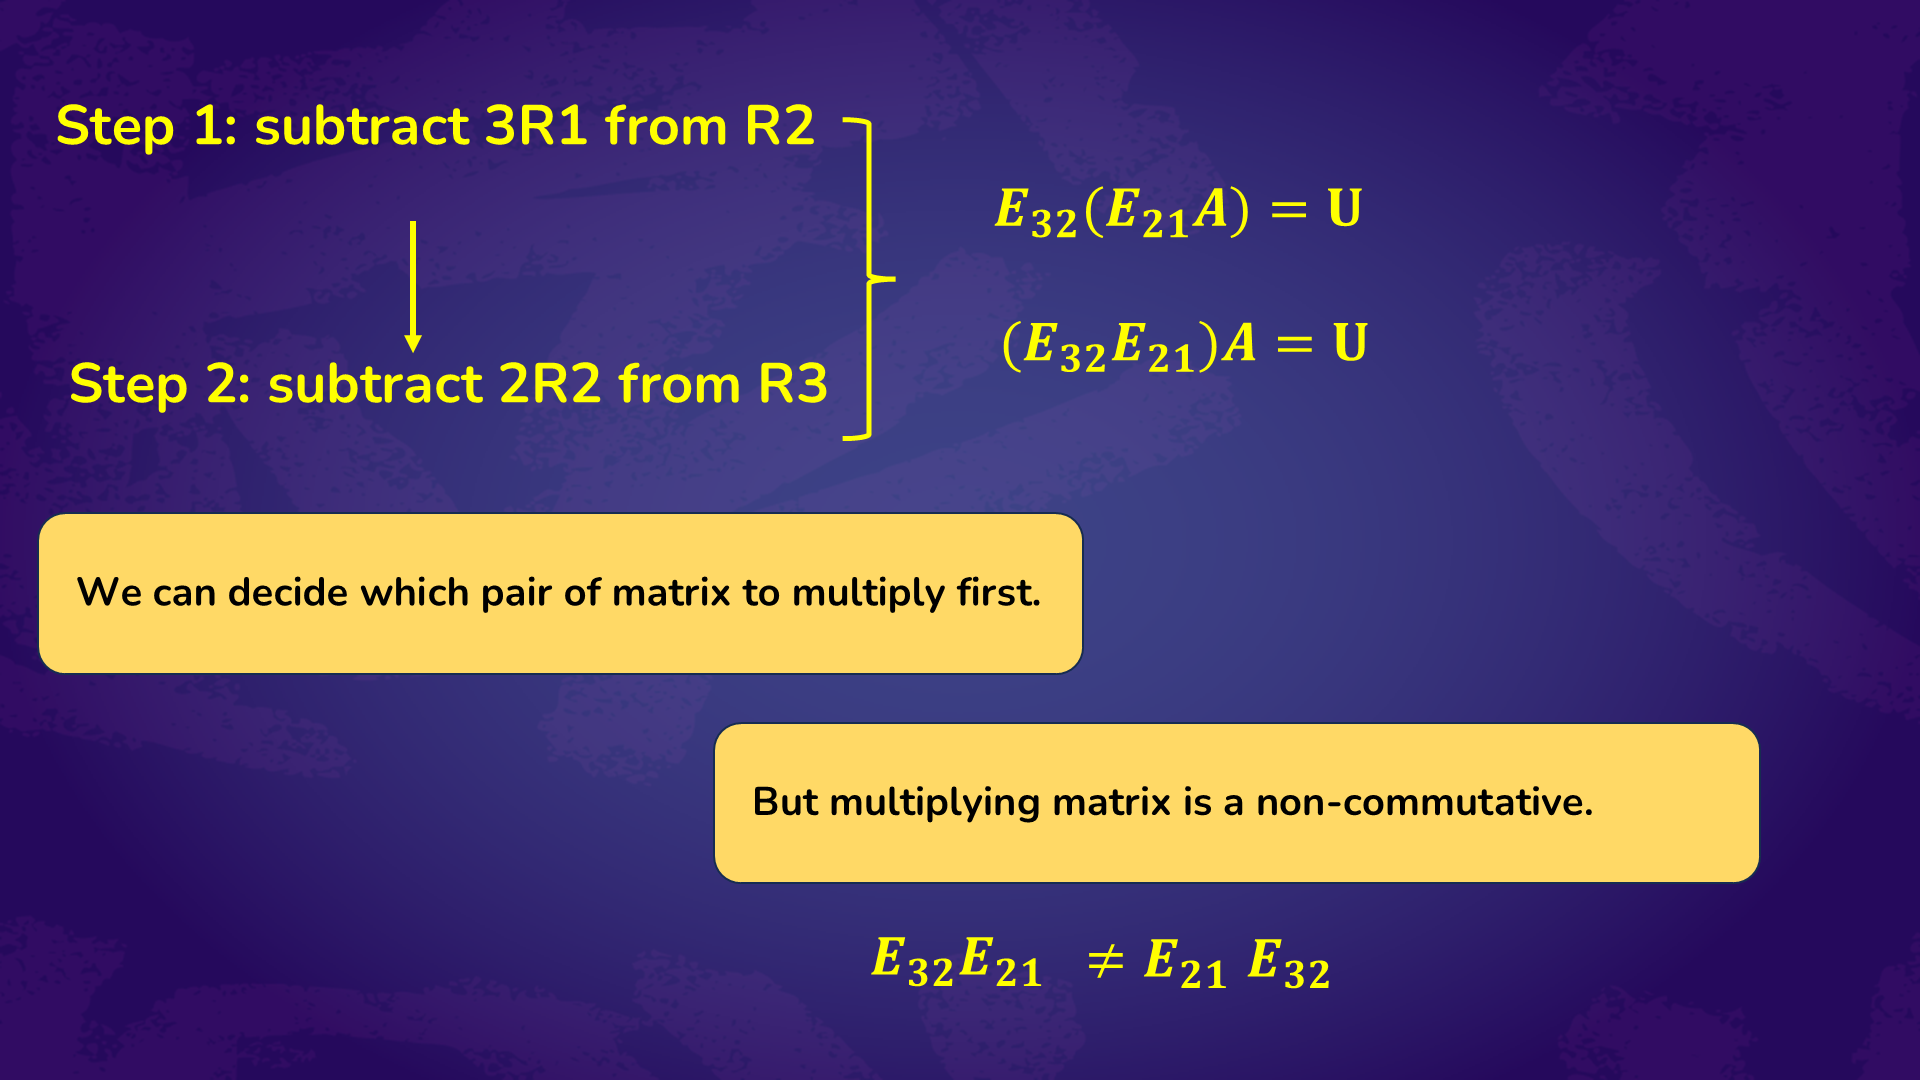 Step 1: subtract 3R1 from R2
Step 2: subtract 2R2 from R3
E₃₂(E₂₁A) = U
(E₃₂E₂₁)A = U
We can decide which pair of matrix to multiply first.
But multiplying matrix is a non-commutative.
E₃₂E₂₁ ≠ E₂₁ E₃₂